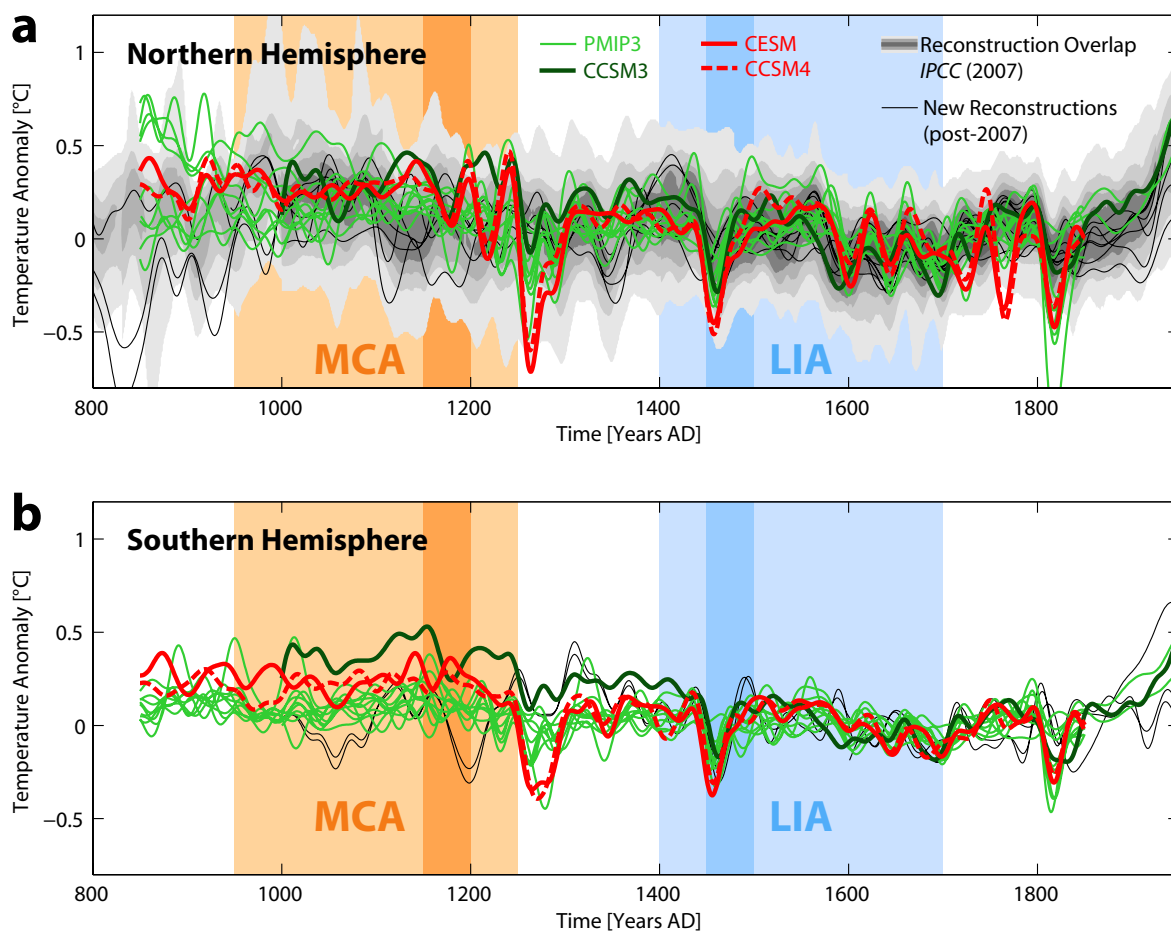 a
Northern Hemisphere
PMIP3
CCSM3
CESM
CCSM4
Reconstruction Overlap
IPCC (2007)
New Reconstructions
(post-2007)
Temperature Anomaly [°C]
1
0.5
0
−0.5
MCA
LIA
800
1000
1200
1400
1600
1800
Time [Years AD]
b
Southern Hemisphere
Temperature Anomaly [°C]
1
0.5
0
−0.5
MCA
LIA
800
1000
1200
1400
1600
1800
Time [Years AD]